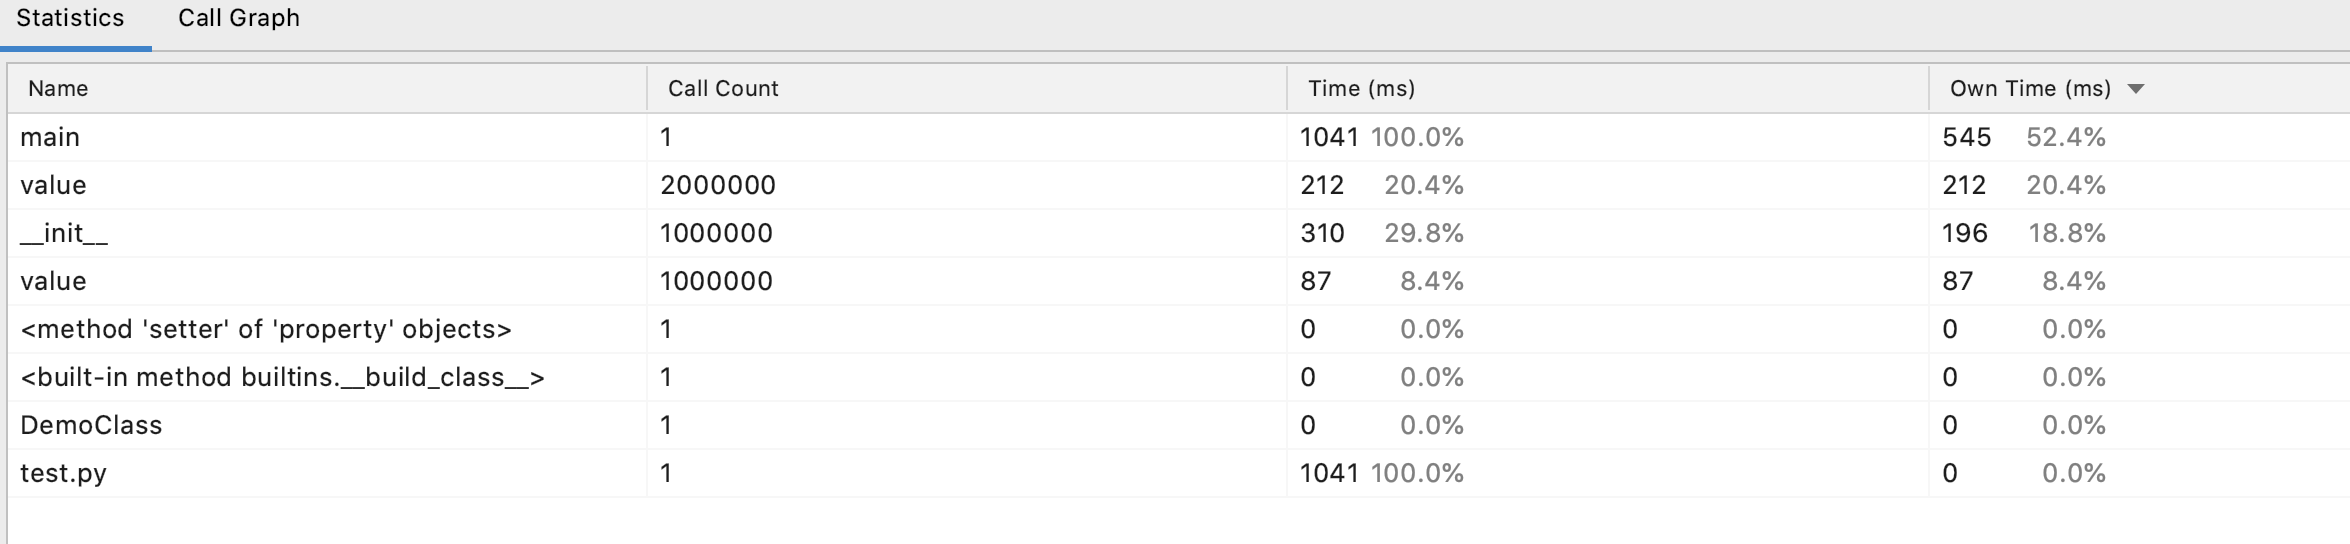 Statistics Call Graph
Name Call Count Time (ms) Own Time (ms)
main 1 1041 100.0% 545 52.4%
value 2000000 212 20.4% 212 20.4%
__init__ 1000000 310 29.8% 196 18.8%
value 1000000 87 8.4% 87 8.4%
<method 'setter' of 'property' objects> 1 0 0.0% 0 0.0%
<built-in method builtins.__build_class__> 1 0 0.0% 0 0.0%
DemoClass 1 0 0.0% 0 0.0%
test.py 1 1041 100.0% 0 0.0%